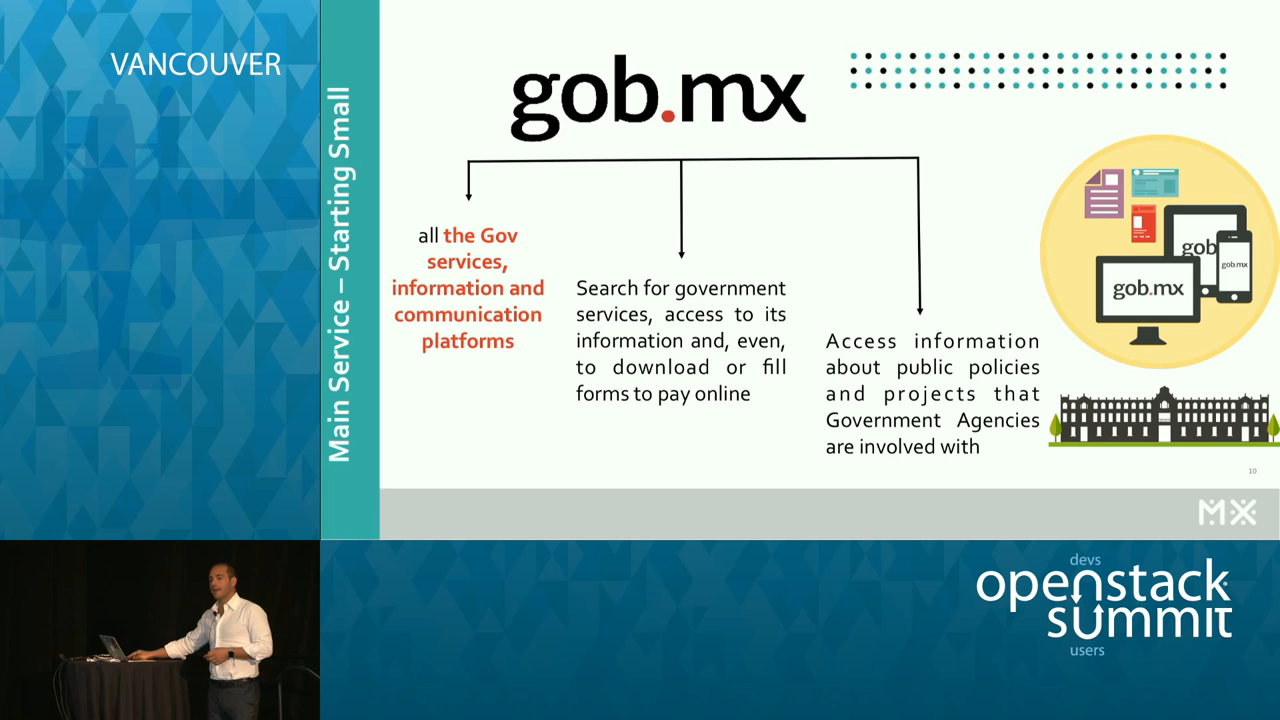 VANCOUVER
Main Service – Starting Small
gob.mx
all the Gov
services,
information and
communication
platforms
Search for government
services, access to its
information and, even,
to download or fill
forms to pay online
Access information
about public policies
and projects that
Government Agencies
are involved with
gob
gob.mx
gob.mx
10
MX
devs
openstack
summit
users